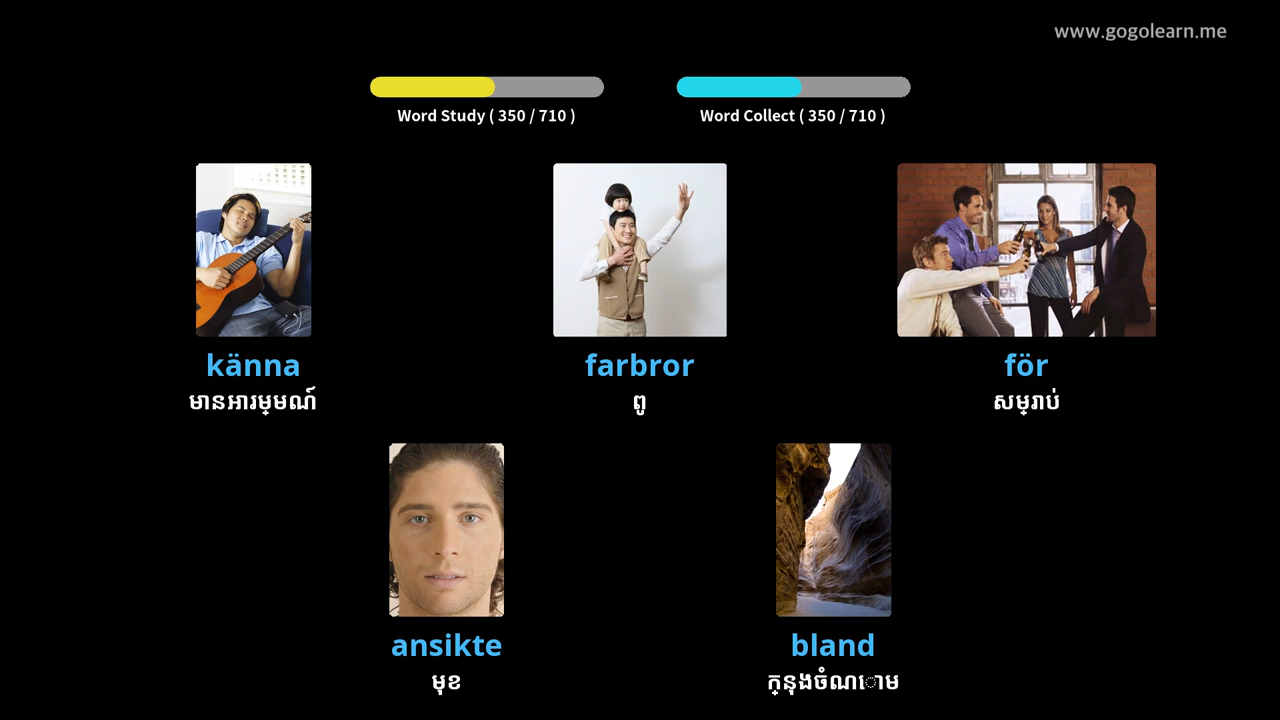 www.gogolearn.me
Word Study ( 350 / 710 )
Word Collect ( 350 / 710 )
känna
មានអារម្មណ៍
farbror
ពូ
för
សម្រាប់
ansikte
មុខ
bland
ក្នុងចំណោម